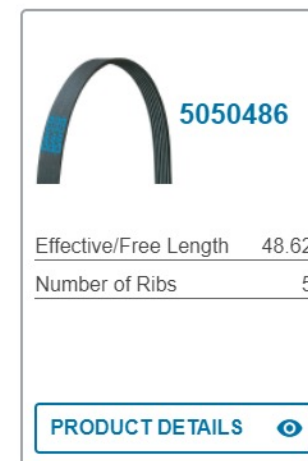 5050486
Effective/Free Length 48.62
Number of Ribs 5
PRODUCT DETAILS